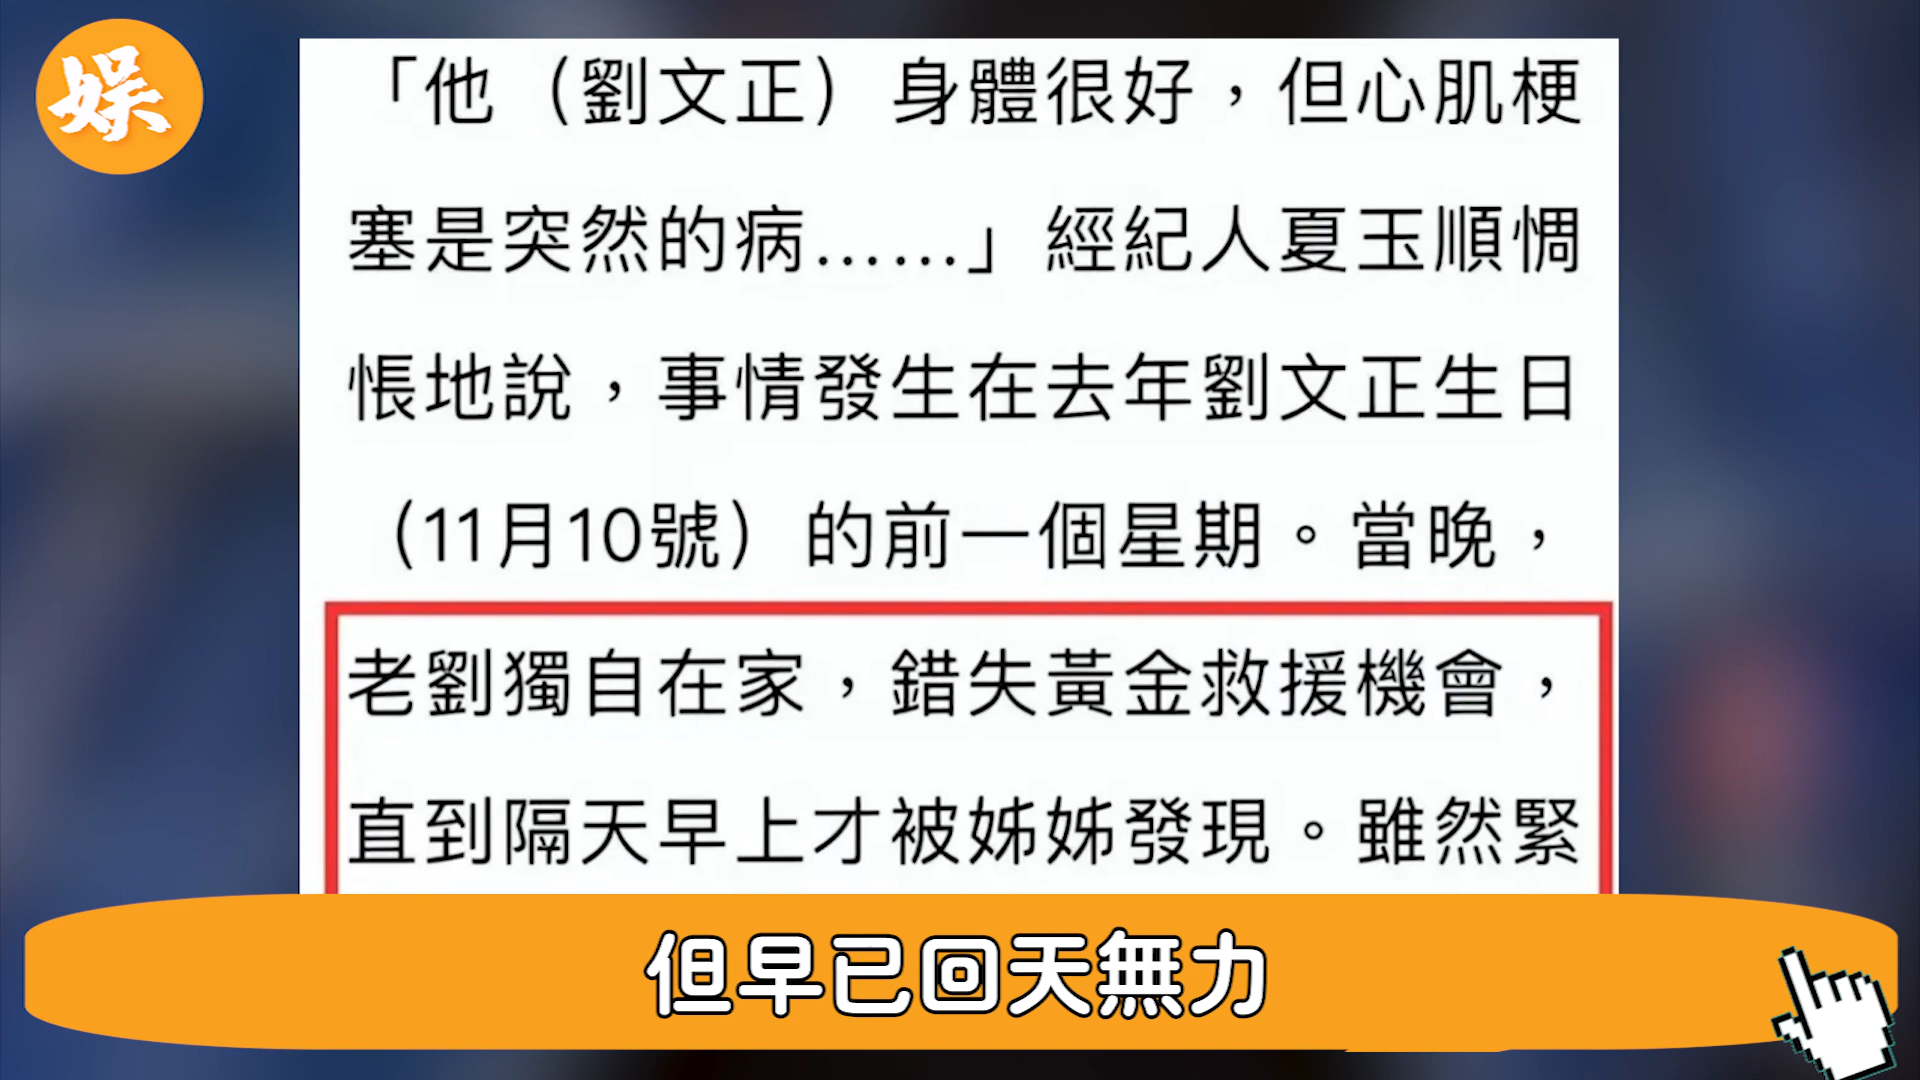 娱
「他（劉文正）身體很好，但心肌梗
塞是突然的病……」經紀人夏玉順惆
悵地說，事情發生在去年劉文正生日
（11月10號）的前一個星期。當晚，
老劉獨自在家，錯失黃金救援機會，
直到隔天早上才被姊姊發現。雖然緊
但早已回天無力